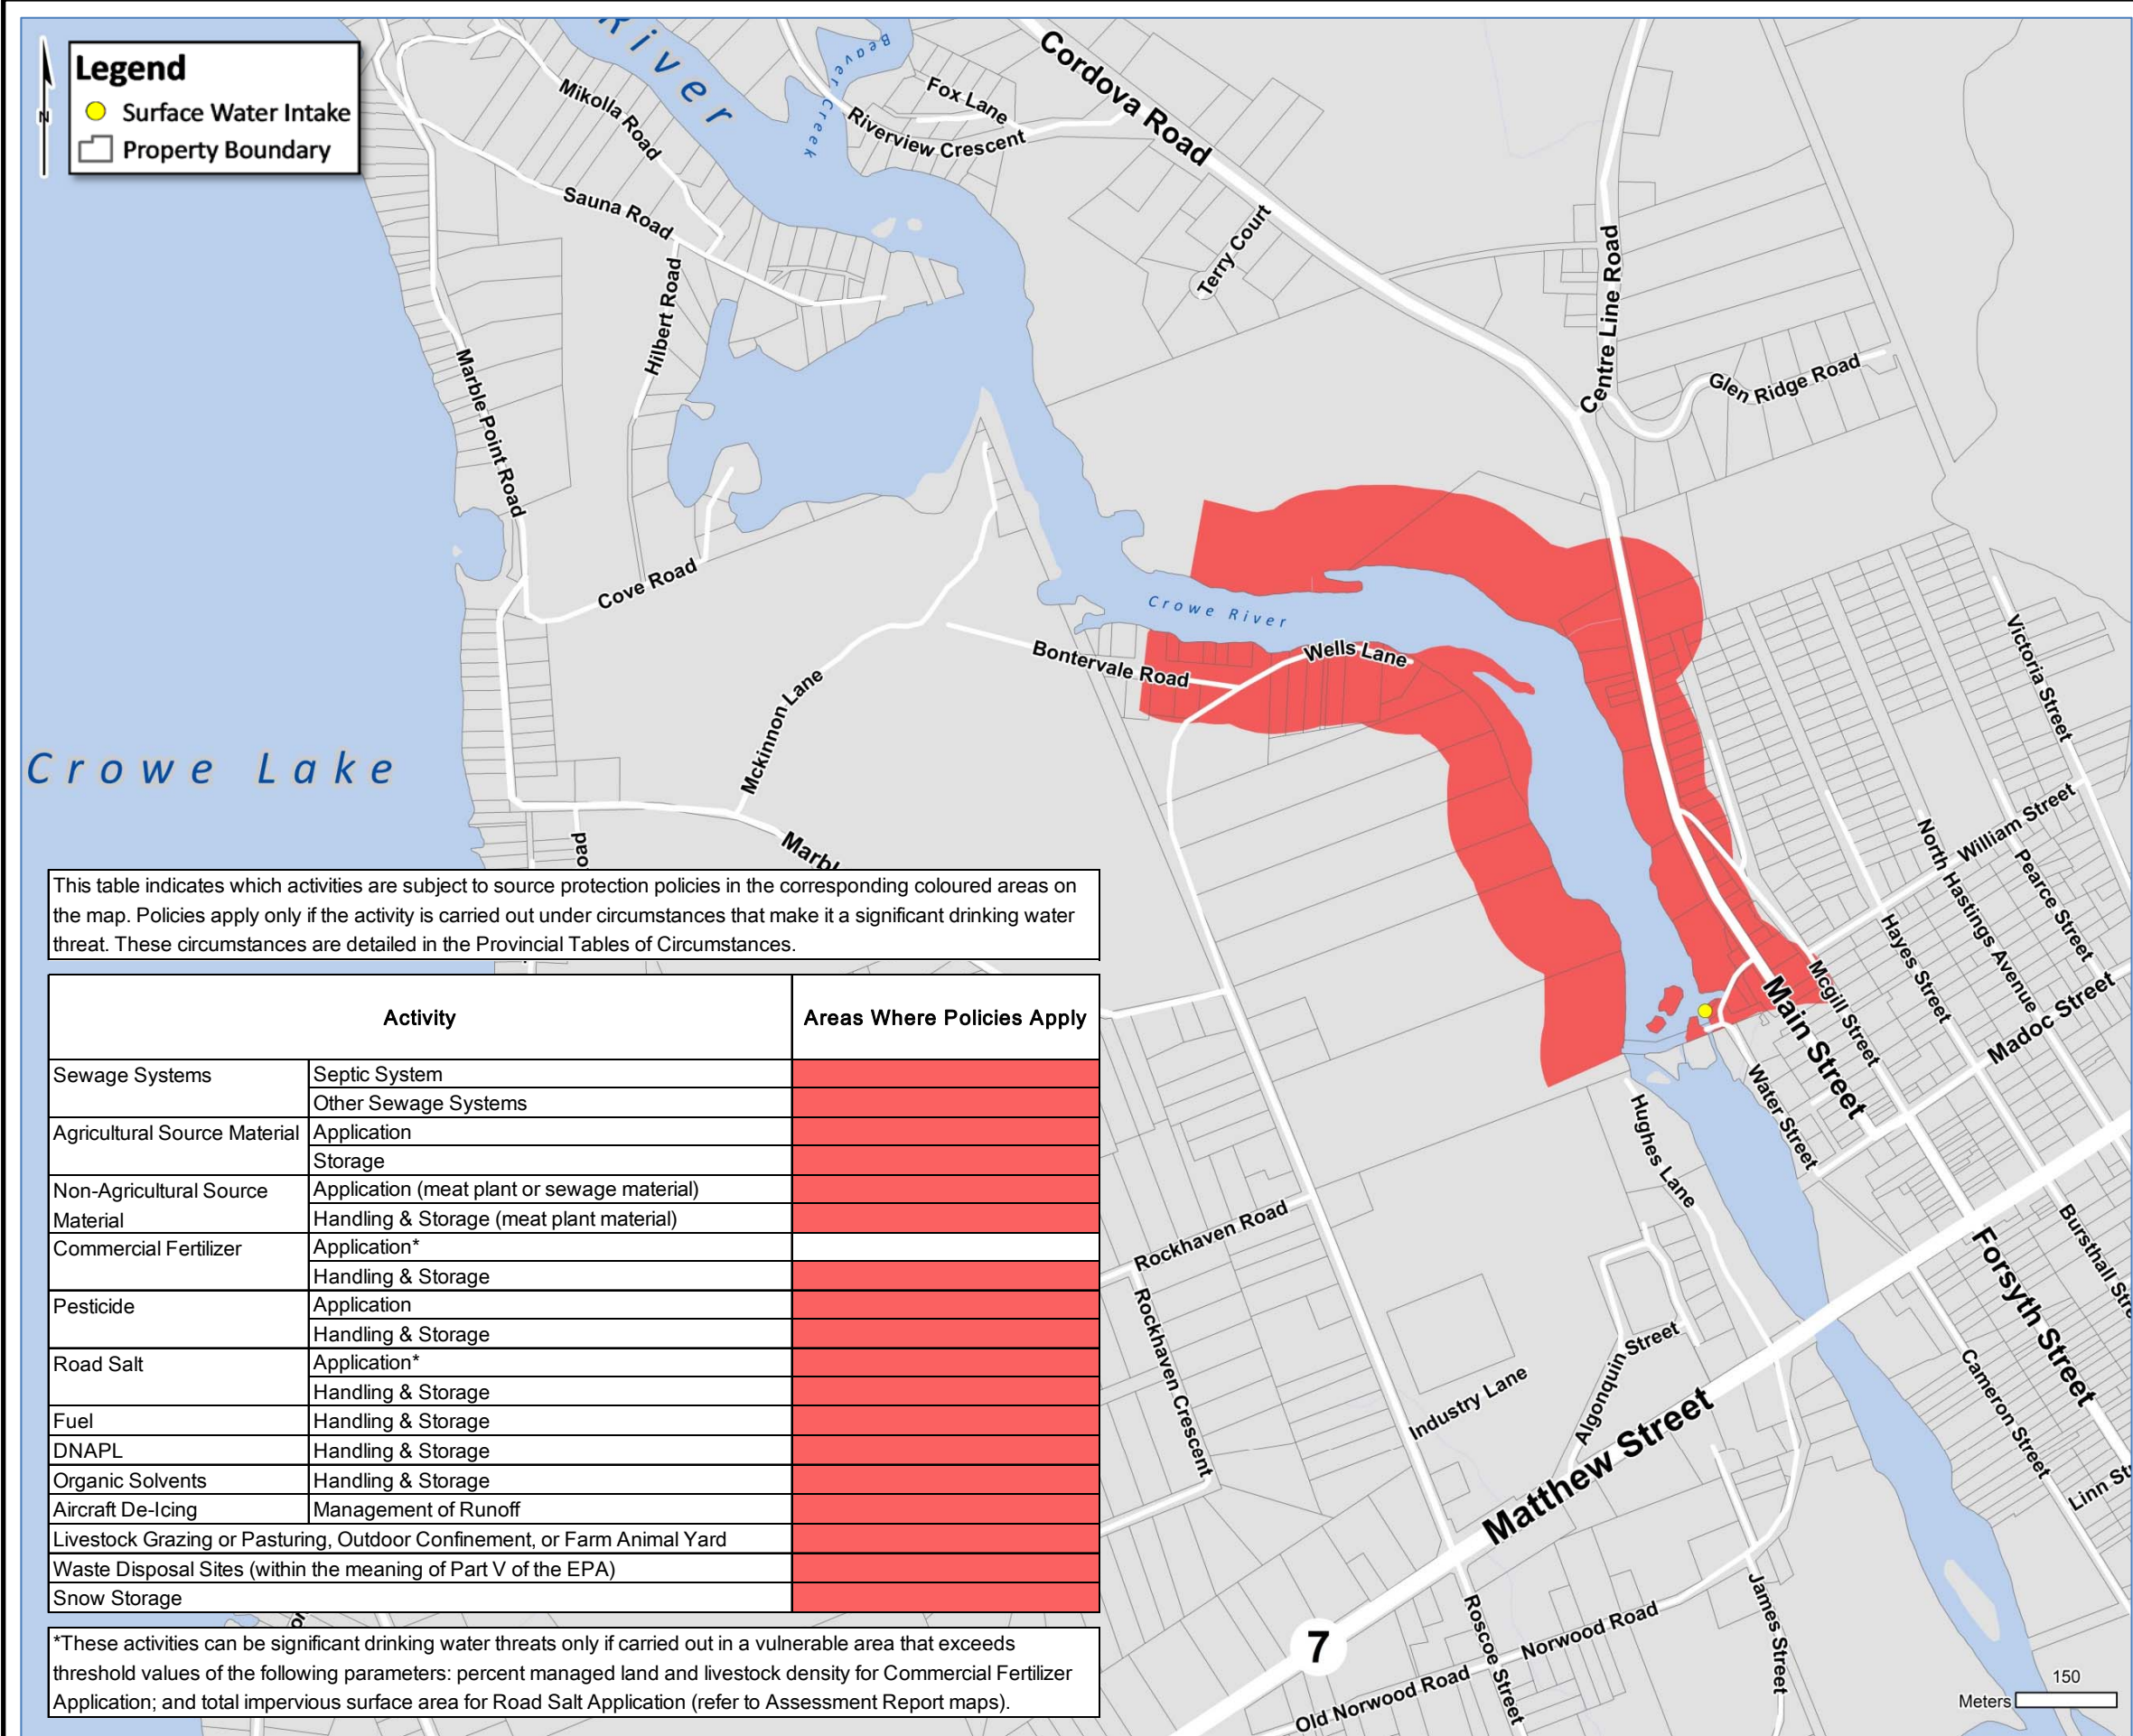 Legend
N
Surface Water Intake
Property Boundary
River
Beaver Creek
Cordova Road
Fox Lane
Riverview Crescent
Mikolla Road
Sauna Road
Hilbert Road
Terry Court
Centre Line Road
Glen Ridge Road
Marble Point Road
Cove Road
Crowe River
Bontervale Road
Wells Lane
Mckinnon Lane
Crowe Lake
Victoria Street
William Street
North Hastings Avenue
Pearce Street
Hayes Street
Madoc Street
Mcgill Street
Main Street
Water Street
Hughes Lane
Rockhaven Road
Rockhaven Crescent
Industry Lane
Algonquin Street
Matthew Street
Forsyth Street
Bursthall Str
Cameron Street
Linn St
James Street
Roscoe Street
Norwood Road
Old Norwood Road
7
oad
Marbl
This table indicates which activities are subject to source protection policies in the corresponding coloured areas on
the map. Policies apply only if the activity is carried out under circumstances that make it a significant drinking water
threat. These circumstances are detailed in the Provincial Tables of Circumstances.
Activity Areas Where Policies Apply
Sewage Systems Septic System
Other Sewage Systems
Agricultural Source Material Application
Storage
Non-Agricultural Source Application (meat plant or sewage material)
Material Handling & Storage (meat plant material)
Commercial Fertilizer Application*
Handling & Storage
Pesticide Application
Handling & Storage
Road Salt Application*
Handling & Storage
Fuel Handling & Storage
DNAPL Handling & Storage
Organic Solvents Handling & Storage
Aircraft De-Icing Management of Runoff
Livestock Grazing or Pasturing, Outdoor Confinement, or Farm Animal Yard
Waste Disposal Sites (within the meaning of Part V of the EPA)
Snow Storage
*These activities can be significant drinking water threats only if carried out in a vulnerable area that exceeds
threshold values of the following parameters: percent managed land and livestock density for Commercial Fertilizer
Application; and total impervious surface area for Road Salt Application (refer to Assessment Report maps).
150
Meters